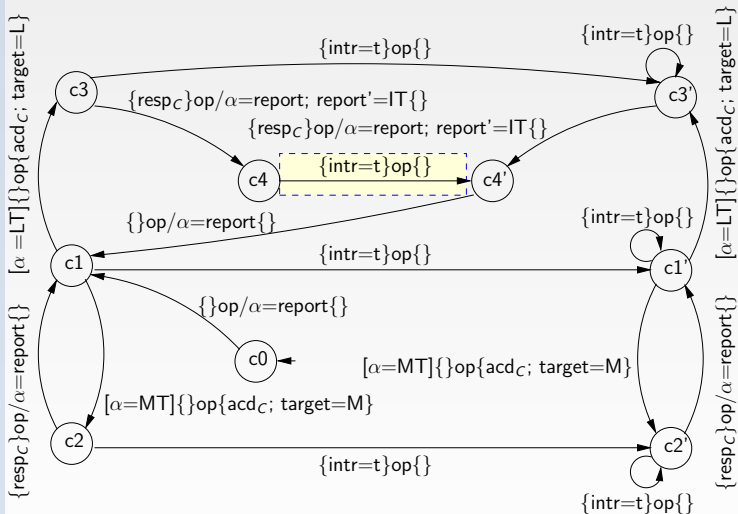 {intr=t}op{}
{intr=t}op{}
c3
c3'
{resp_C}op/α=report; report'=IT{}
{resp_C}op/α=report; report'=IT{}
[α =LT]{}op{acd_C; target=L}
[α=LT]{}op{acd_C; target=L}
{intr=t}op{}
c4
c4'
{}op/α=report{}
{intr=t}op{}
c1
{intr=t}op{}
c1'
{}op/α=report{}
c0
[α=MT]{}op{acd_C; target=M}
[α=MT]{}op{acd_C; target=M}
{resp_C}op/α=report{}
{resp_C}op/α=report{}
c2
c2'
{intr=t}op{}
{intr=t}op{}